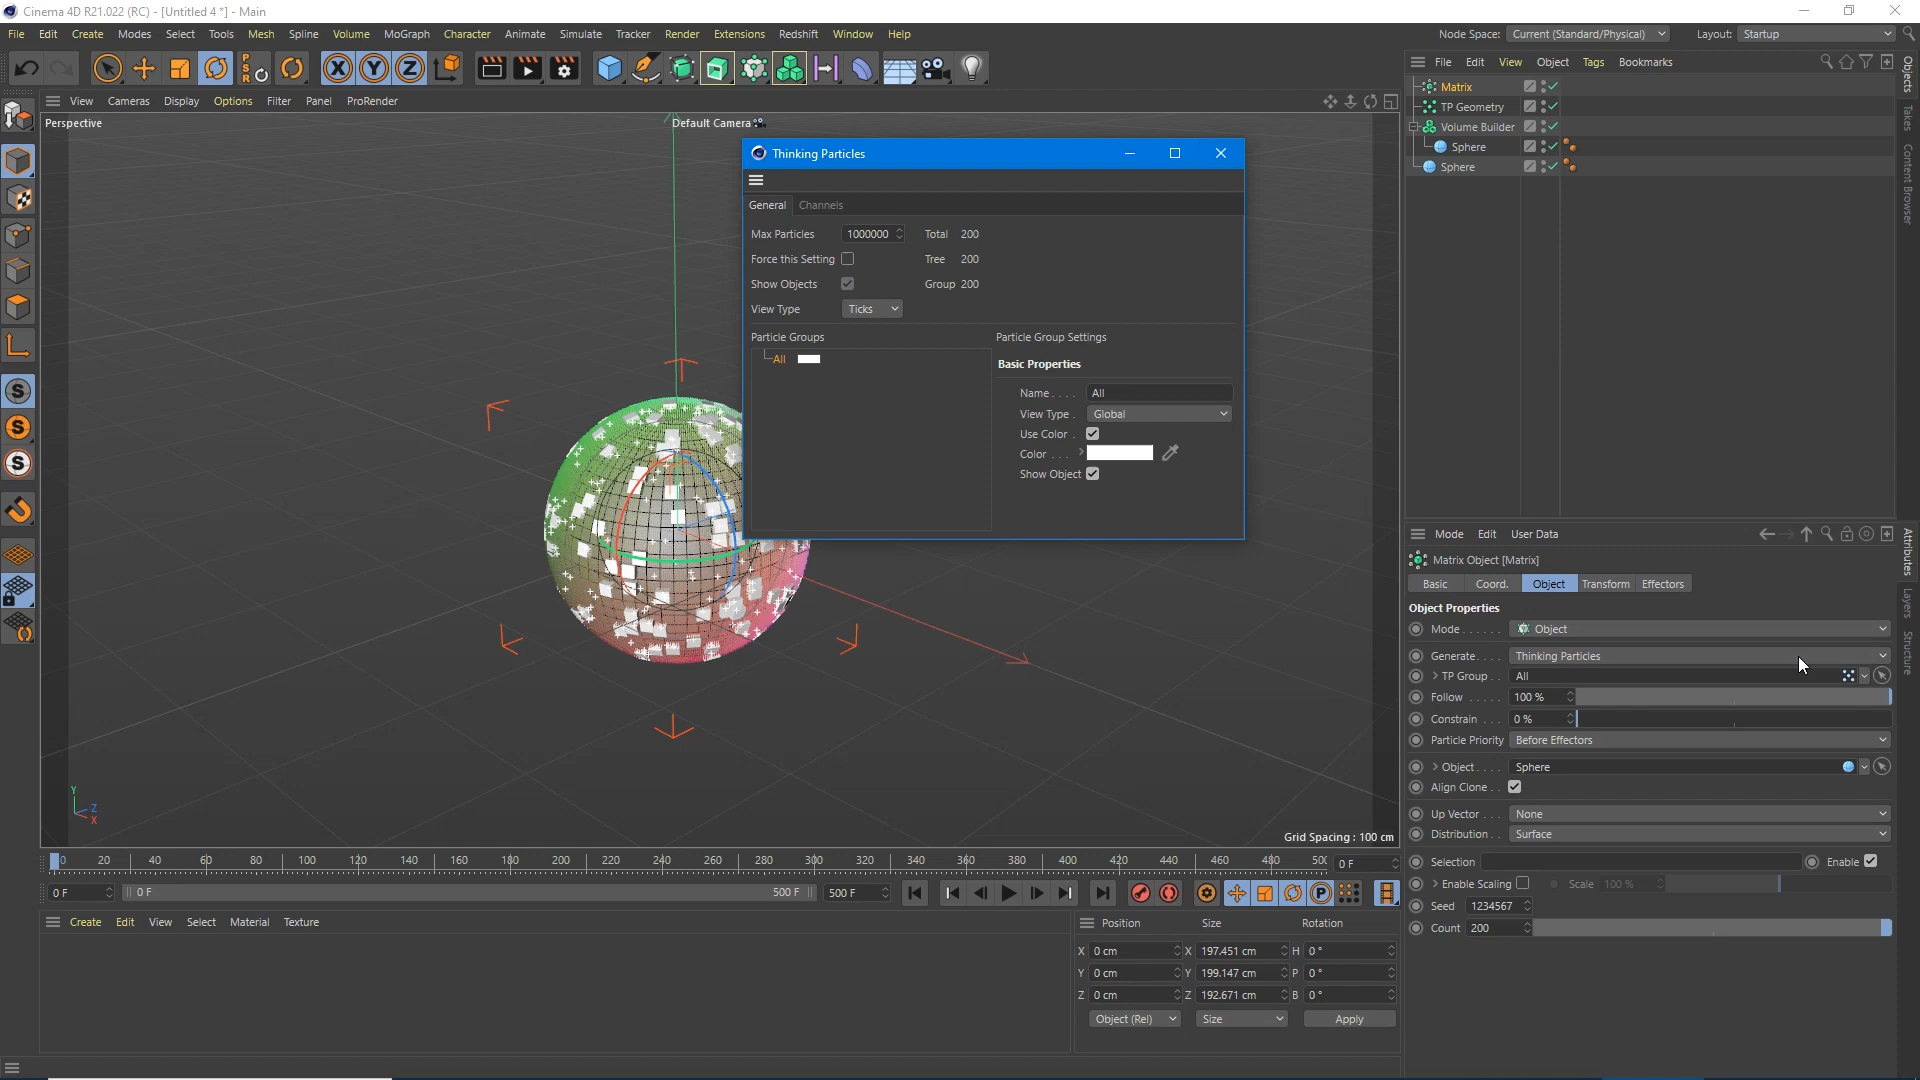 Cinema 4D R21.022 (RC) - [Untitled 4 *] - Main
File Edit Create Modes Select Tools Mesh Spline Volume MoGraph Character Animate Simulate Tracker Render Extensions Redshift Window Help
Node Space: Current (Standard/Physical) Layout: Startup
PSR X Y Z
View Cameras Display Options Filter Panel ProRender
Perspective
Default Camera
Thinking Particles
General Channels
Max Particles 1000000 Total 200
Force this Setting Tree 200
Show Objects Group 200
View Type Ticks
Particle Groups
All
Particle Group Settings
Basic Properties
Name. . . . All
View Type . Global
Use Color .
Color . . .
Show Object
S
S
S
Y
Z
X
Grid Spacing : 100 cm
0 20 40 60 80 100 120 140 160 180 200 220 240 260 280 300 320 340 360 380 400 420 440 460 480 500 0 F
0 F 0 F 500 F 500 F
P
Create Edit View Select Material Texture
Position Size Rotation
X 0 cm X 197.451 cm H 0 °
Y 0 cm Y 199.147 cm P 0 °
Z 0 cm Z 192.671 cm B 0 °
Object (Rel) Size Apply
File Edit View Object Tags Bookmarks
Matrix
TP Geometry
Volume Builder
Sphere
Sphere
Objects
Takes
Content Browser
Mode Edit User Data
Matrix Object [Matrix]
Basic Coord. Object Transform Effectors
Object Properties
Mode. . . . . . Object
Generate. . . . Thinking Particles
TP Group . . All
Follow . . . . . 100 %
Constrain . . . 0 %
Particle Priority Before Effectors
Object. . . . Sphere
Align Clone . .
Up Vector . . . None
Distribution. . Surface
Selection Enable
Enable Scaling Scale 100 %
Seed 1234567
Count 200
Attributes
Layers
Structure